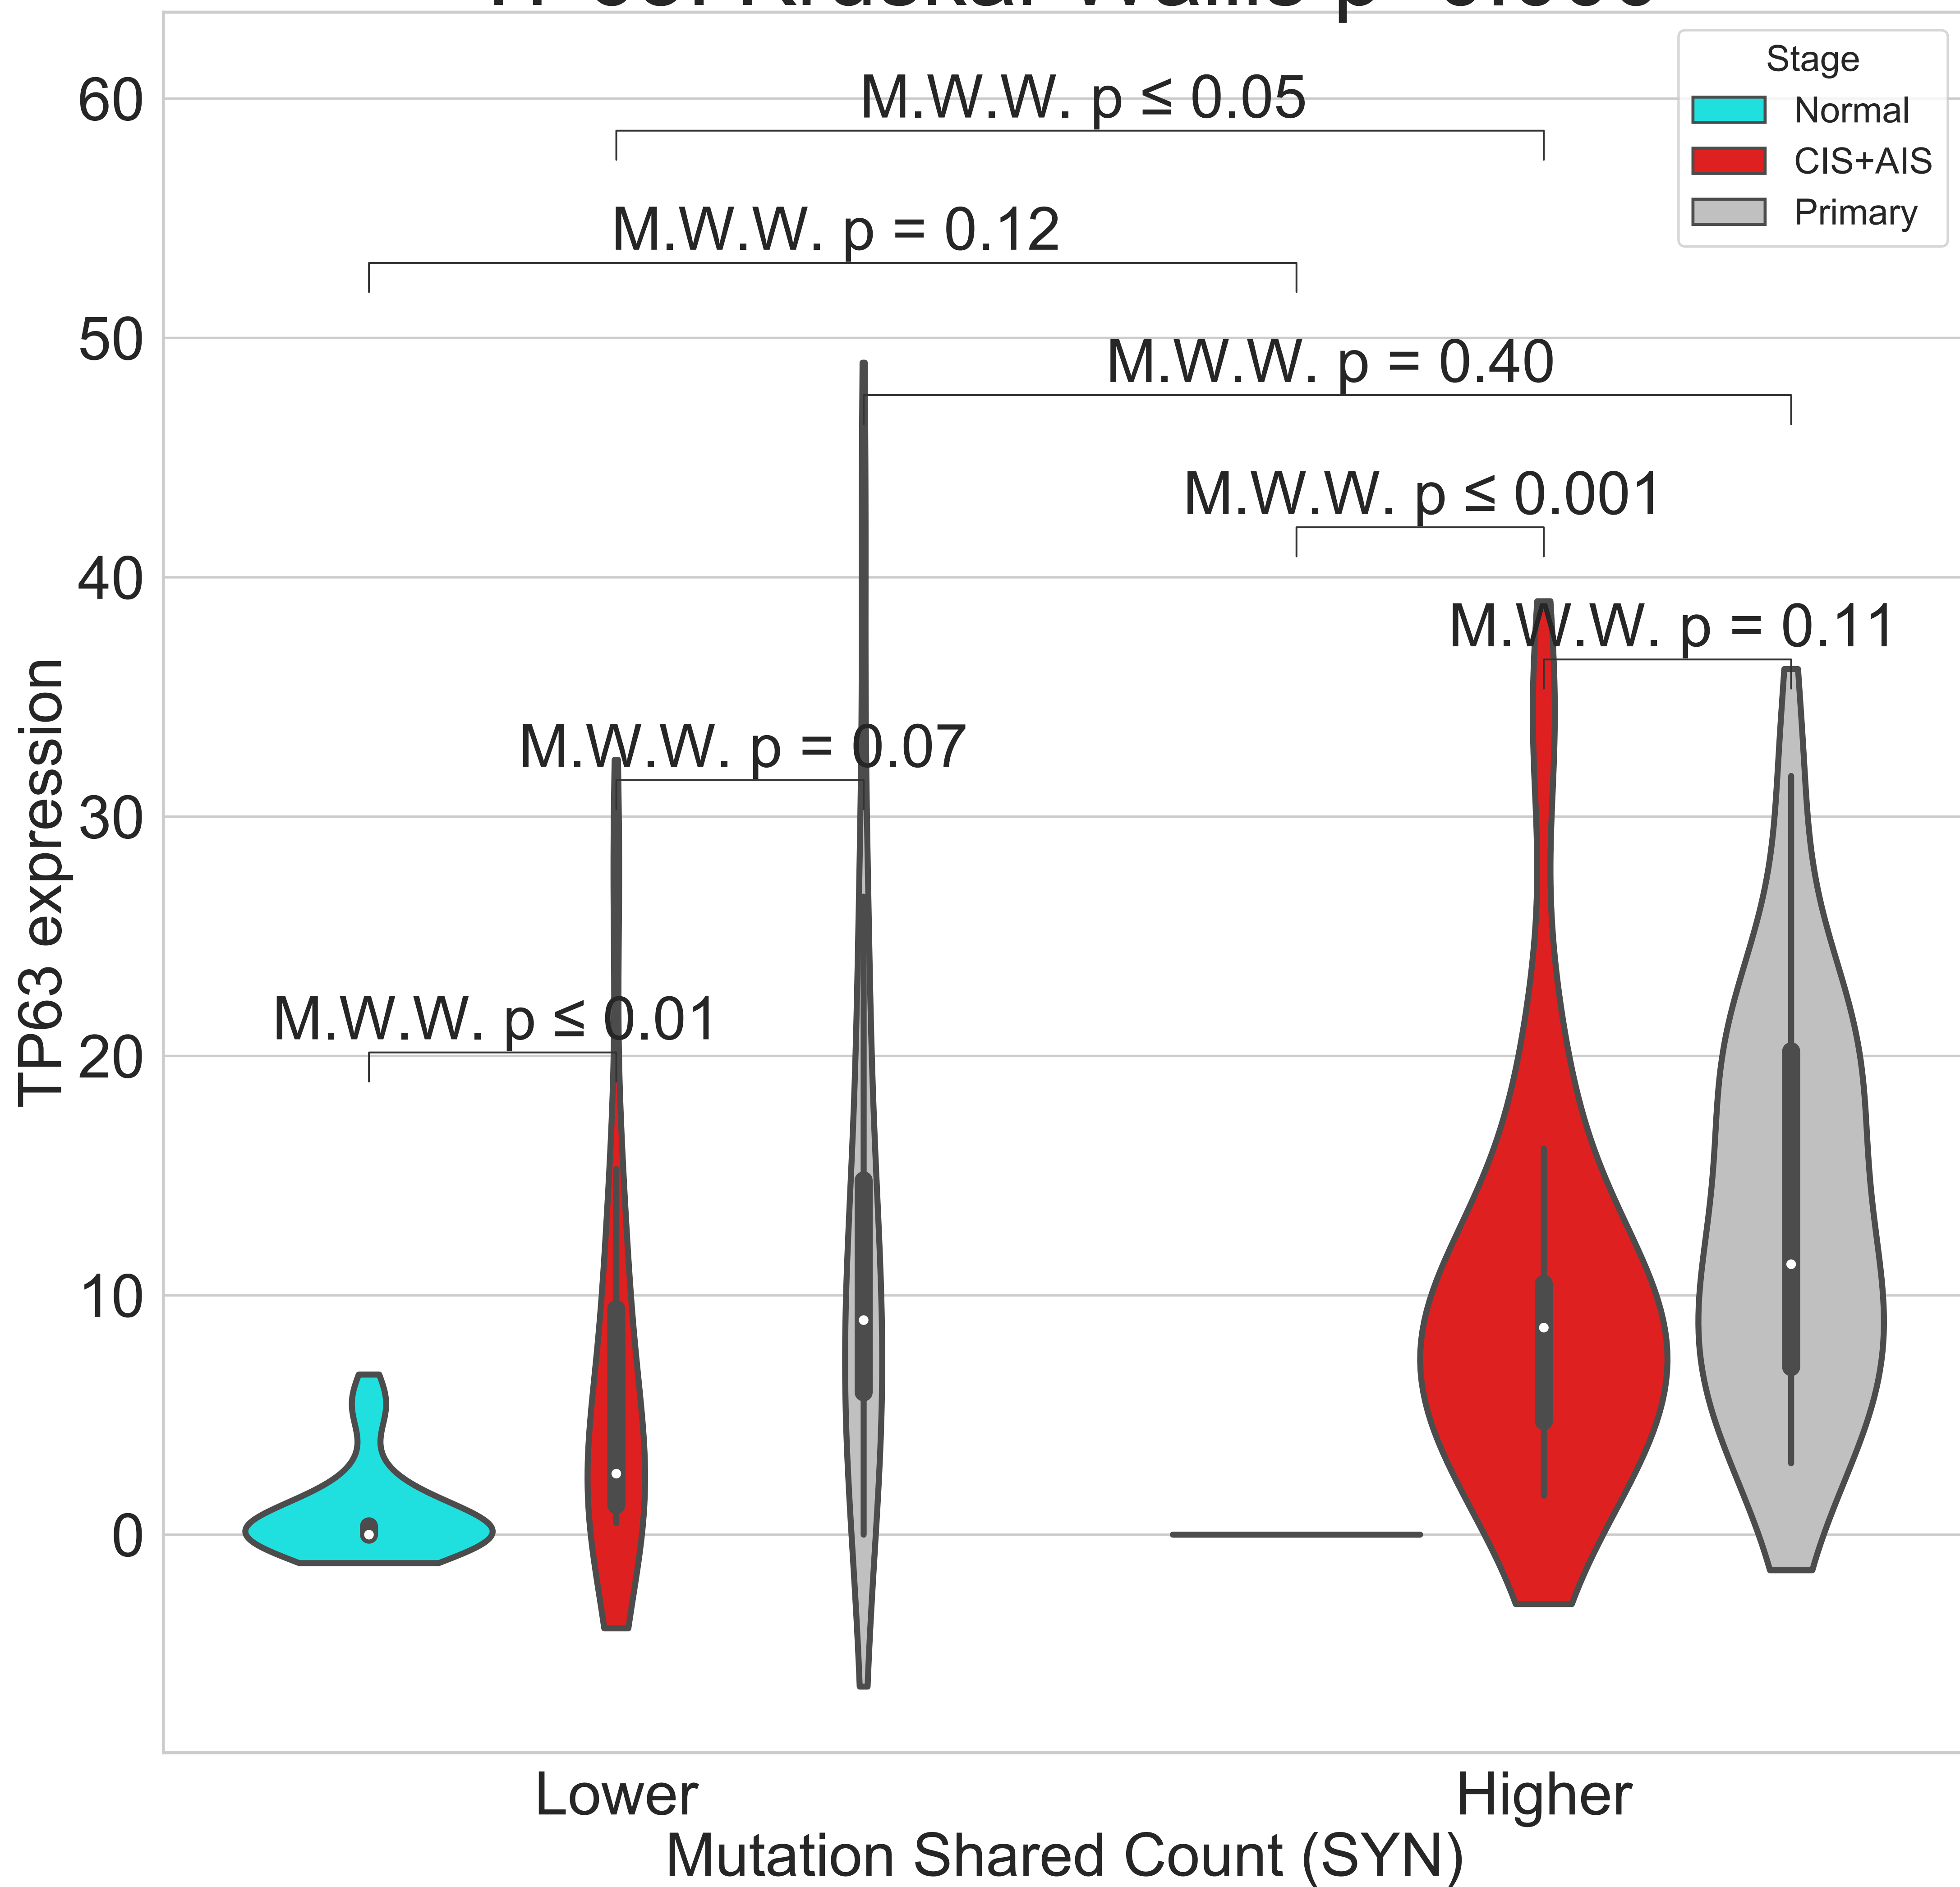 Stage
Normal
CIS+AIS
Primary
M.W.W. p ≤ 0.05
M.W.W. p = 0.12
M.W.W. p = 0.40
M.W.W. p ≤ 0.001
M.W.W. p = 0.11
M.W.W. p = 0.07
M.W.W. p ≤ 0.01
60
50
40
30
20
10
0
TP63 expression
Lower
Higher
Mutation Shared Count (SYN)